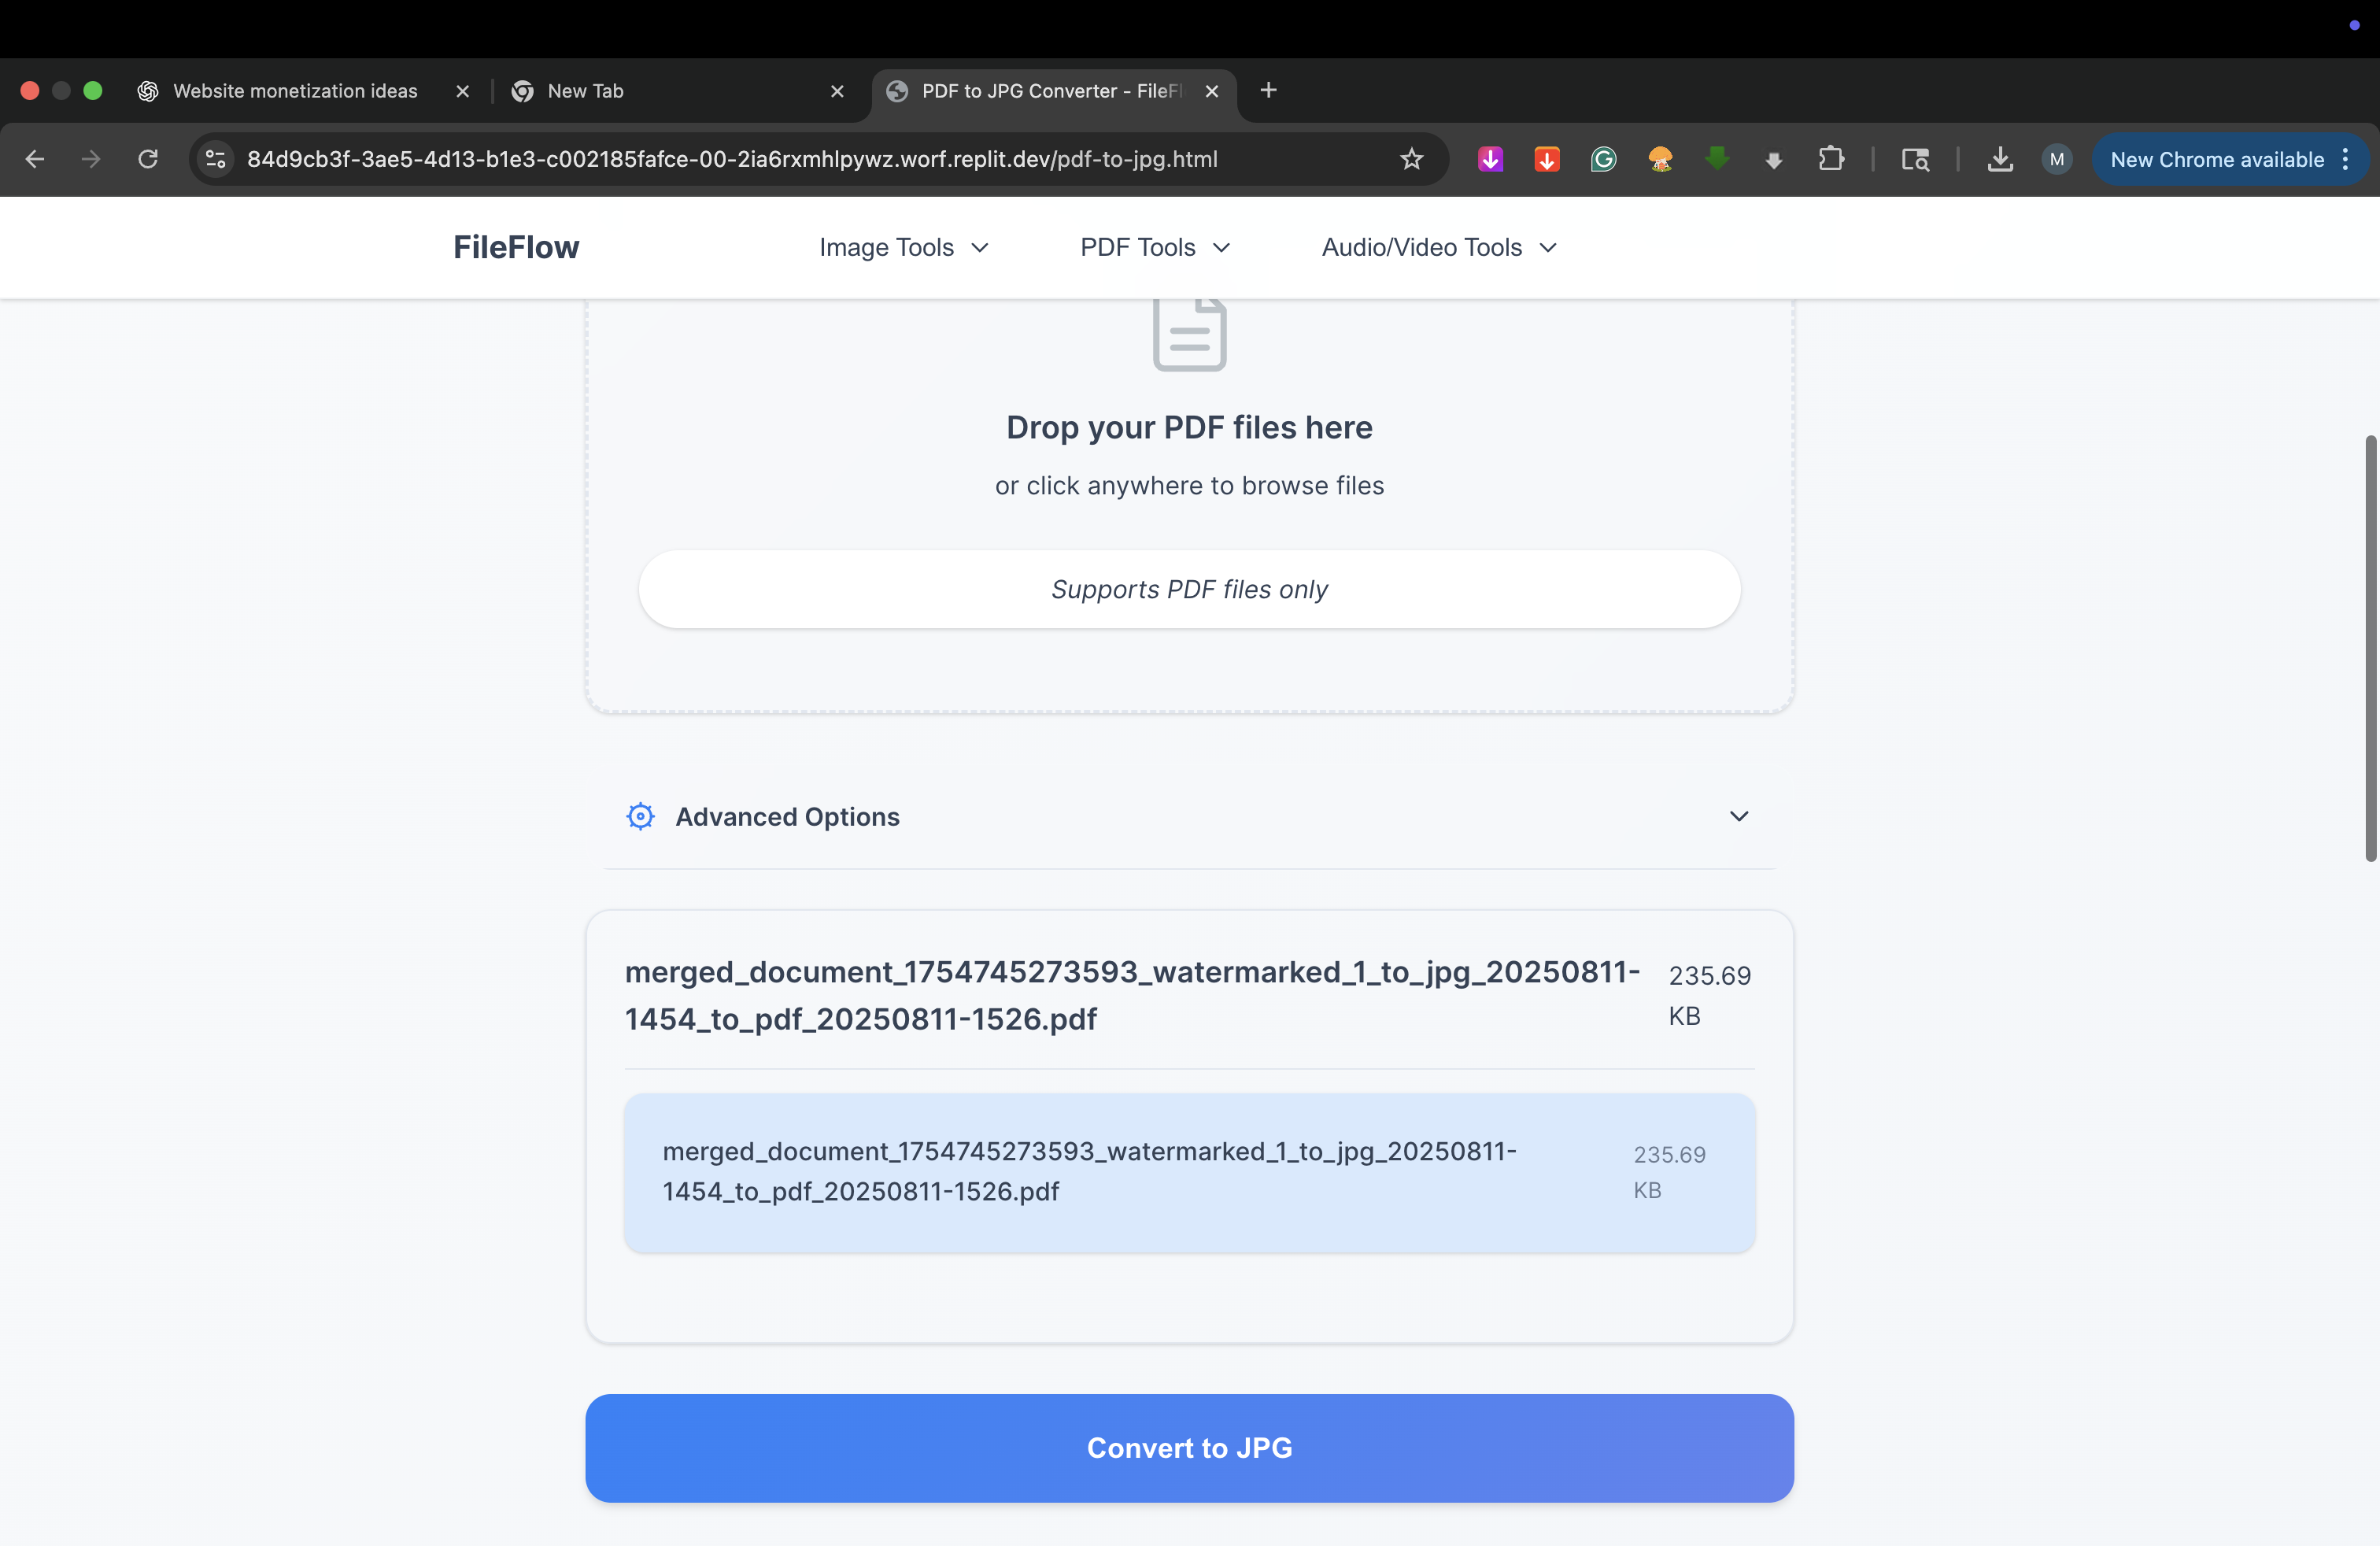 Website monetization ideas
New Tab
PDF to JPG Converter - FileFl
84d9cb3f-3ae5-4d13-b1e3-c002185fafce-00-2ia6rxmhlpywz.worf.replit.dev/pdf-to-jpg.html
M
New Chrome available
FileFlow
Image Tools
PDF Tools
Audio/Video Tools
Drop your PDF files here
or click anywhere to browse files
Supports PDF files only
Advanced Options
merged_document_1754745273593_watermarked_1_to_jpg_20250811-
1454_to_pdf_20250811-1526.pdf
235.69
KB
merged_document_1754745273593_watermarked_1_to_jpg_20250811-
1454_to_pdf_20250811-1526.pdf
235.69
KB
Convert to JPG